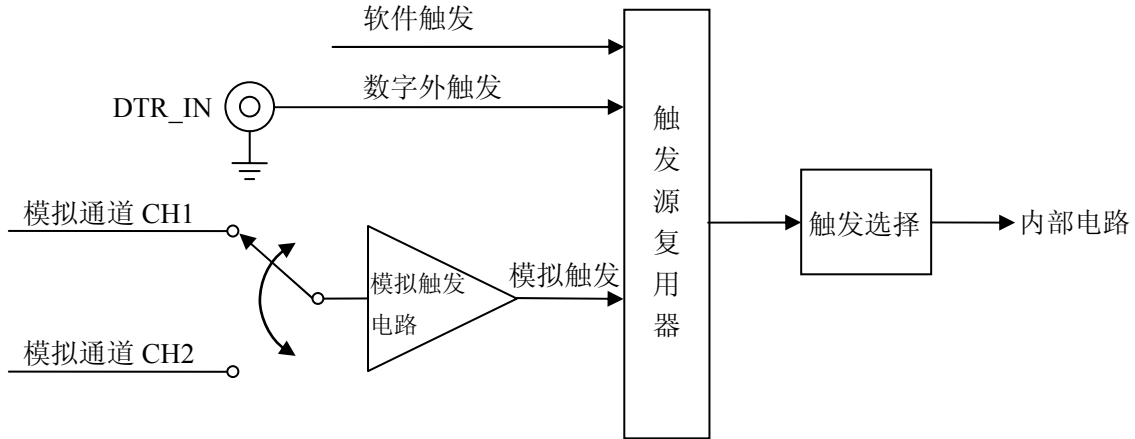 软件触发
数字外触发
DTR_IN
触发源复用器
模拟通道 CH1
触发选择
内部电路
模拟触发
电路
模拟触发
模拟通道 CH2